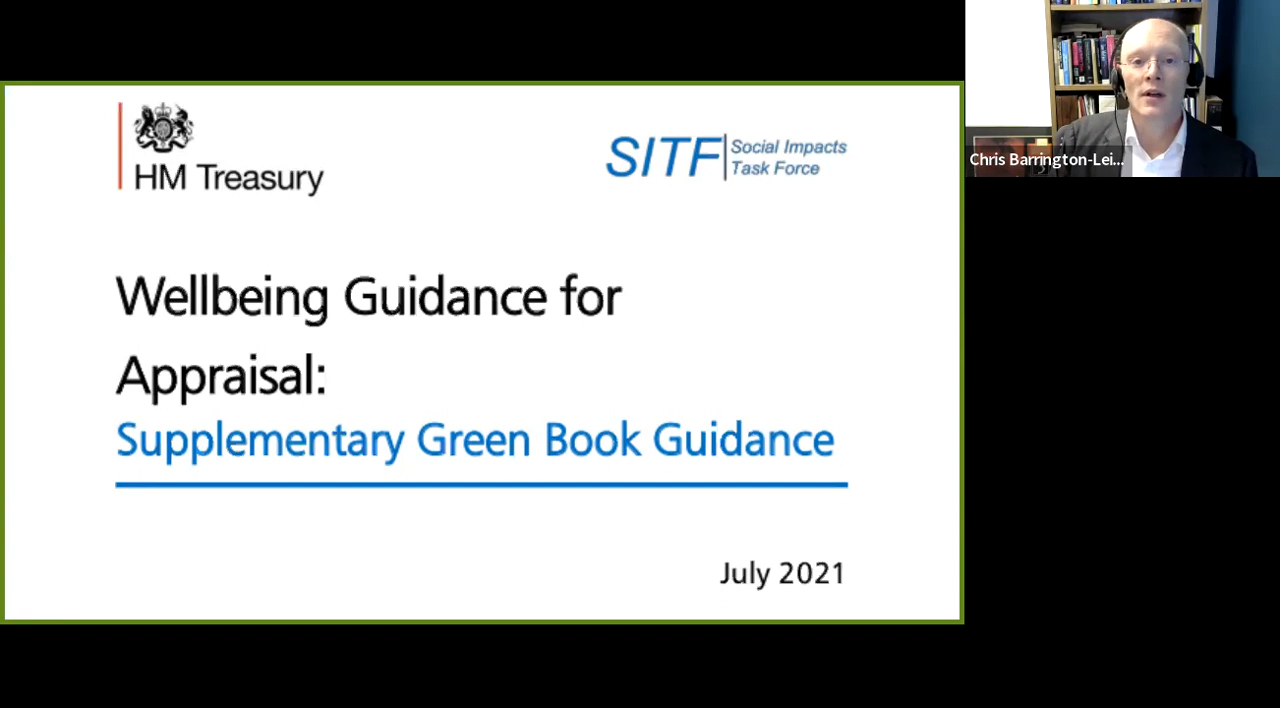 HM Treasury
SITF
Social Impacts
Task Force
Wellbeing Guidance for
Appraisal:
Supplementary Green Book Guidance
July 2021
Chris Barrington-Lei...